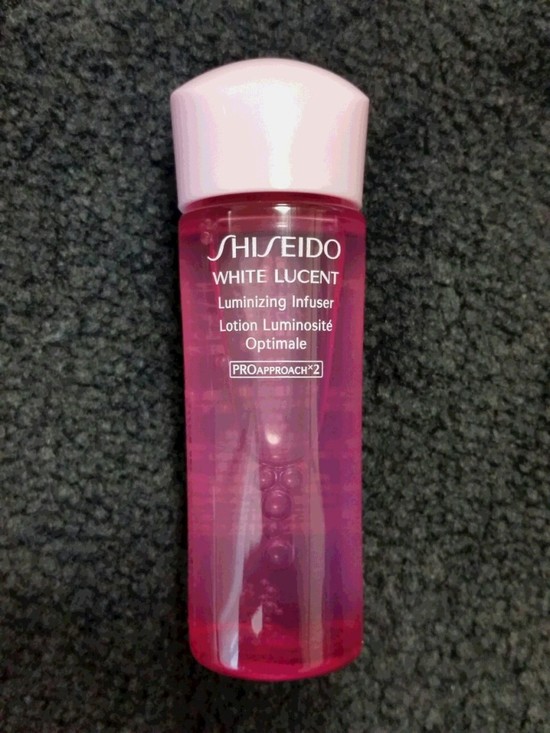 SHISEIDO
WHITE LUCENT
Luminizing Infuser
Lotion Luminosité
Optimale
PROAPPROACH×2